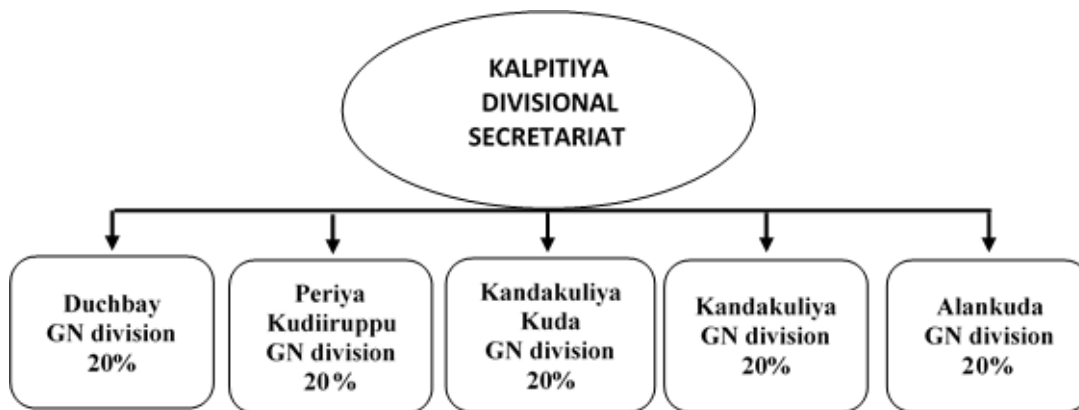 KALPITIYA
DIVISIONAL
SECRETARIAT
Duchbay
GN division
20%
Periya
Kudiiruppu
GN division
20%
Kandakuliya
Kuda
GN division
20%
Kandakuliya
GN division
20%
Alankuda
GN division
20%